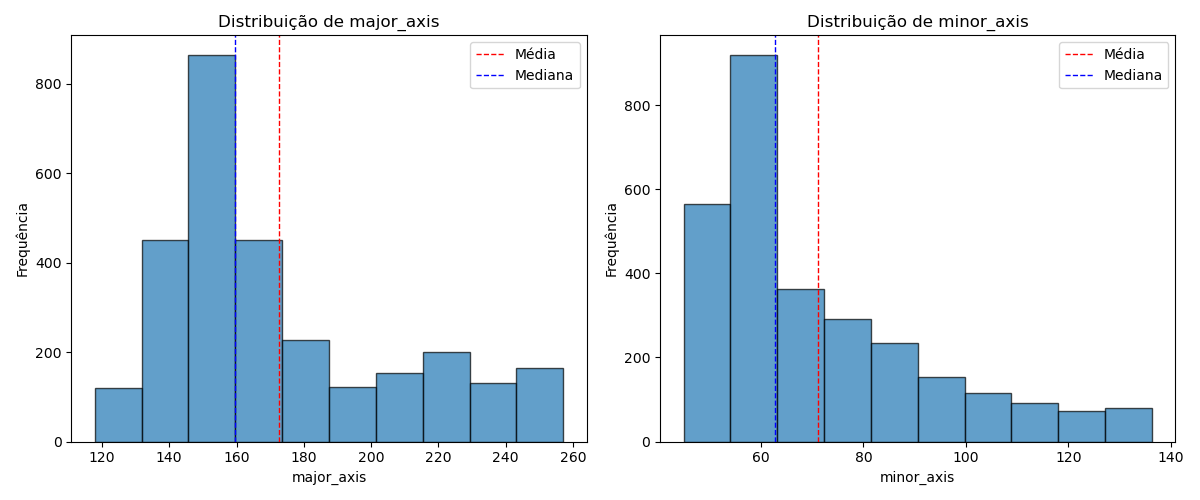 Distribuição de major_axis
Média
Mediana
Frequência
0
200
400
600
800
120
140
160
180
200
220
240
260
major_axis
Distribuição de minor_axis
Média
Mediana
Frequência
0
200
400
600
800
60
80
100
120
140
minor_axis